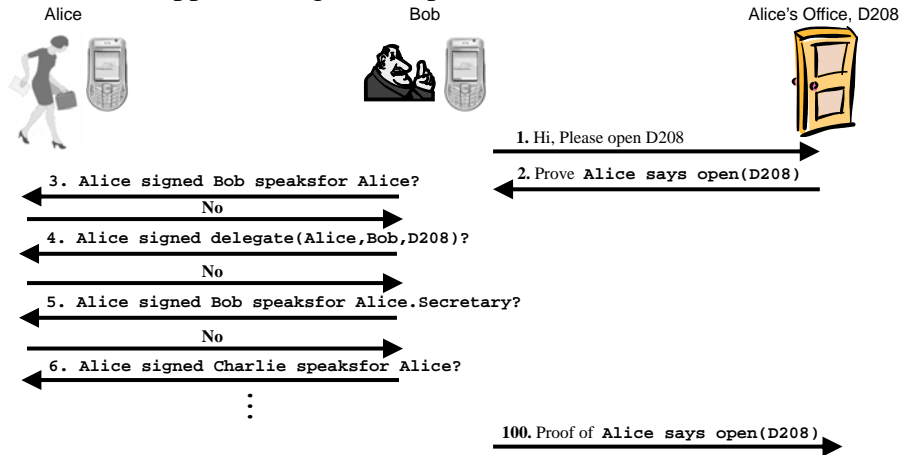 Alice Bob Alice's Office, D208
1. Hi, Please open D208
2. Prove Alice says open(D208)
3. Alice signed Bob speaksfor Alice?
No
4. Alice signed delegate(Alice,Bob,D208)?
No
5. Alice signed Bob speaksfor Alice.Secretary?
No
6. Alice signed Charlie speaksfor Alice?
100. Proof of Alice says open(D208)